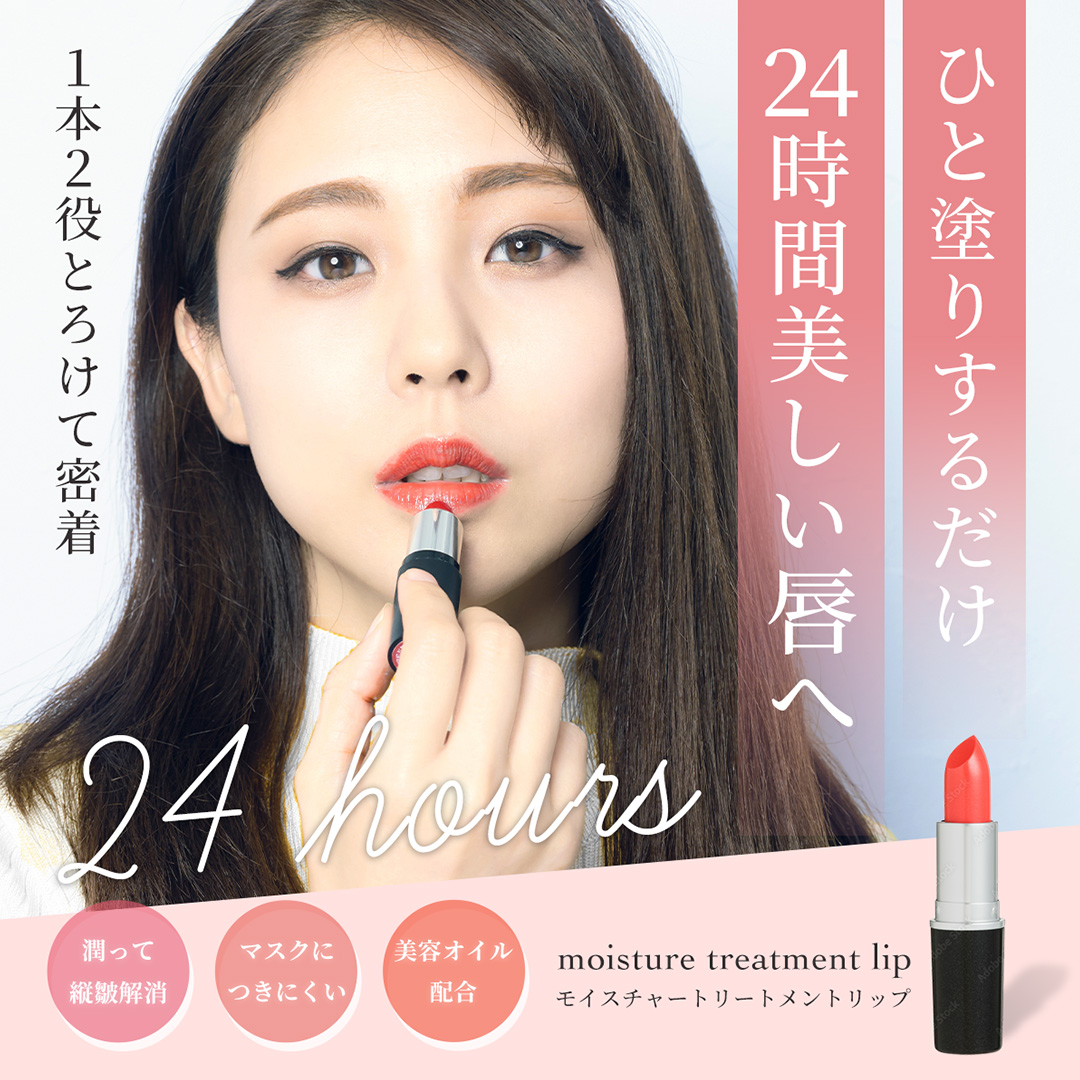 ひと塗りするだけ
24時間美しい唇へ
1本2役とろけて密着
24 hours
潤って
縦皺解消
マスクに
つきにくい
美容オイル
配合
moisture treatment lip
モイスチャートリートメントリップ